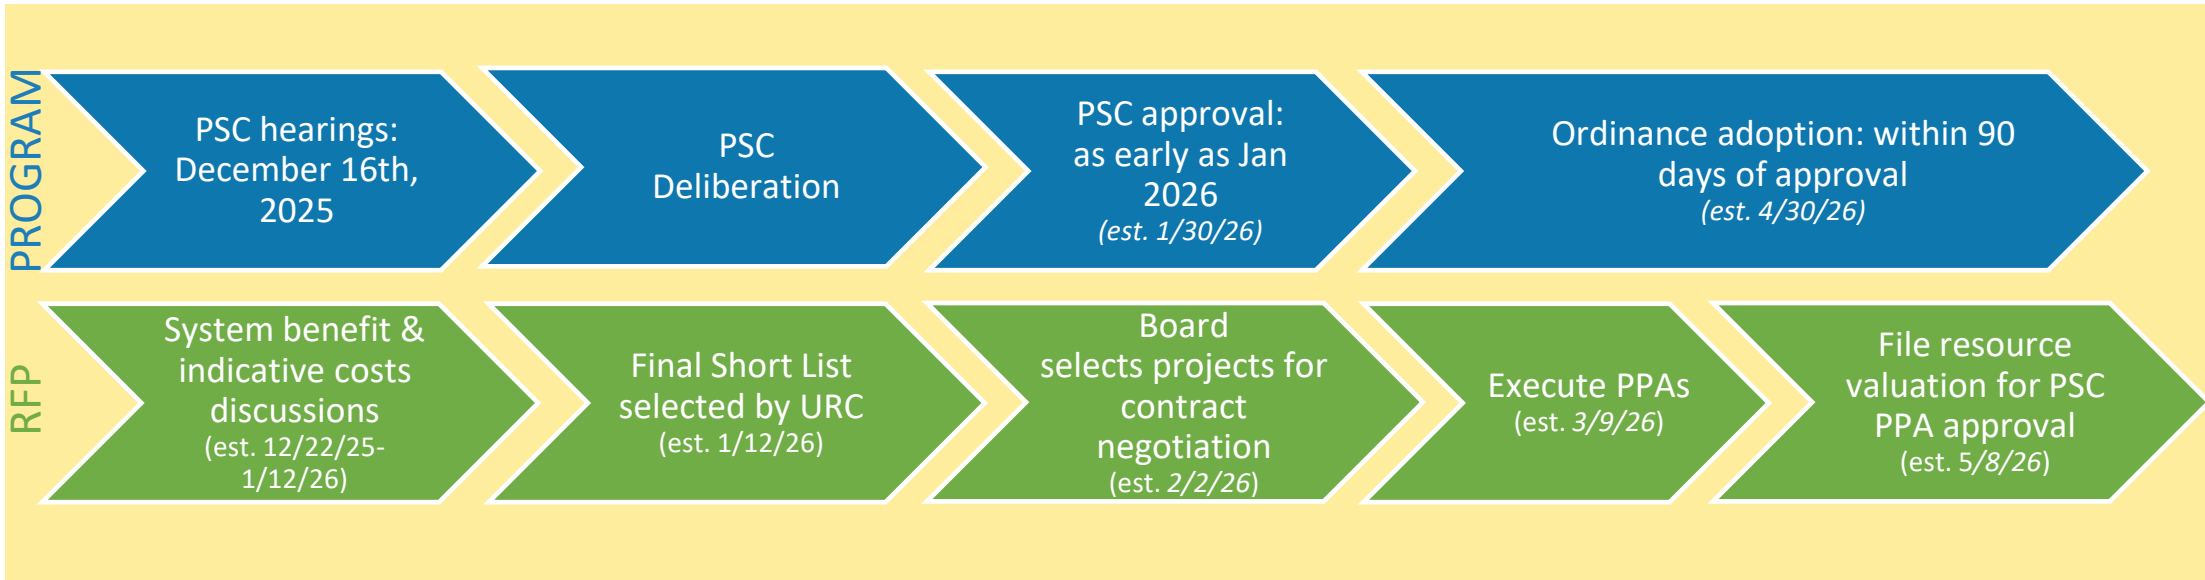 PROGRAM
PSC hearings:
December 16th,
2025
PSC
Deliberation
PSC approval:
as early as Jan
2026
(est. 1/30/26)
Ordinance adoption: within 90
days of approval
(est. 4/30/26)
RFP
System benefit &
indicative costs
discussions
(est. 12/22/25-
1/12/26)
Final Short List
selected by URC
(est. 1/12/26)
Board
selects projects for
contract
negotiation
(est. 2/2/26)
Execute PPAs
(est. 3/9/26)
File resource
valuation for PSC
PPA approval
(est. 5/8/26)